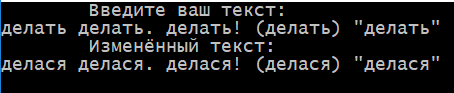 Введите ваш текст:
делать делать. делать! (делать) "делать"
Изменённый текст:
делася делася. делася! (делася) "делася"